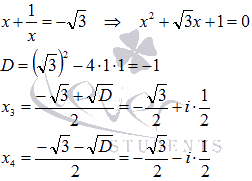 x + 1/x = −√3 ⇒ x² + √3x + 1 = 0
D = (√3)² − 4·1·1 = −1
x₃ = (−√3 + √D)/2 = −√3/2 + i·1/2
x₄ = (−√3 − √D)/2 = −√3/2 − i·1/2
STUDENTS